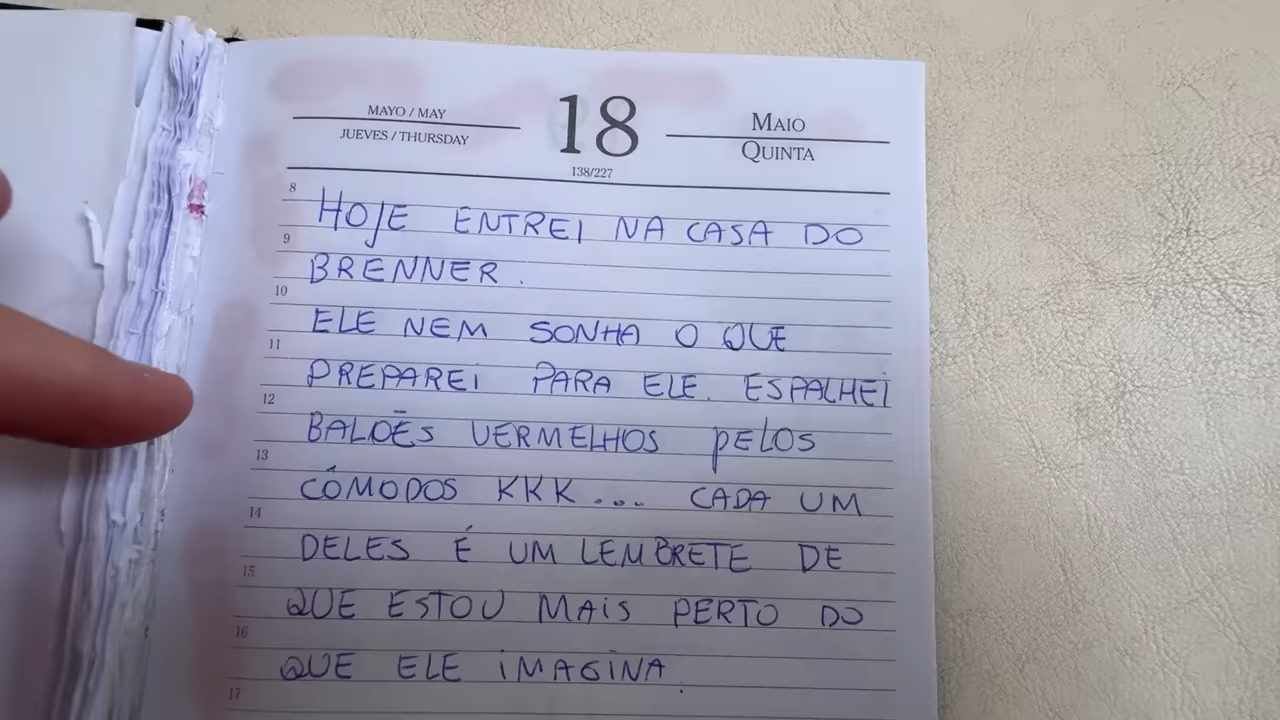 MAYO / MAY
JUEVES / THURSDAY
18
138/227
MAIO
QUINTA
8
HOJE ENTREI NA CASA DO
9
BRENNER.
10
ELE NEM SONHA O QUE
11
PREPAREI PARA ELE. ESPALHEI
12
BALDĒS VERMELHOS PELOS
13
CÔMODOS KKK... CADA UM
14
DELES É UM LEMBRETE DE
15
QUE ESTOU MAIS PERTO DO
16
QUE ELE IMAGINA.
17